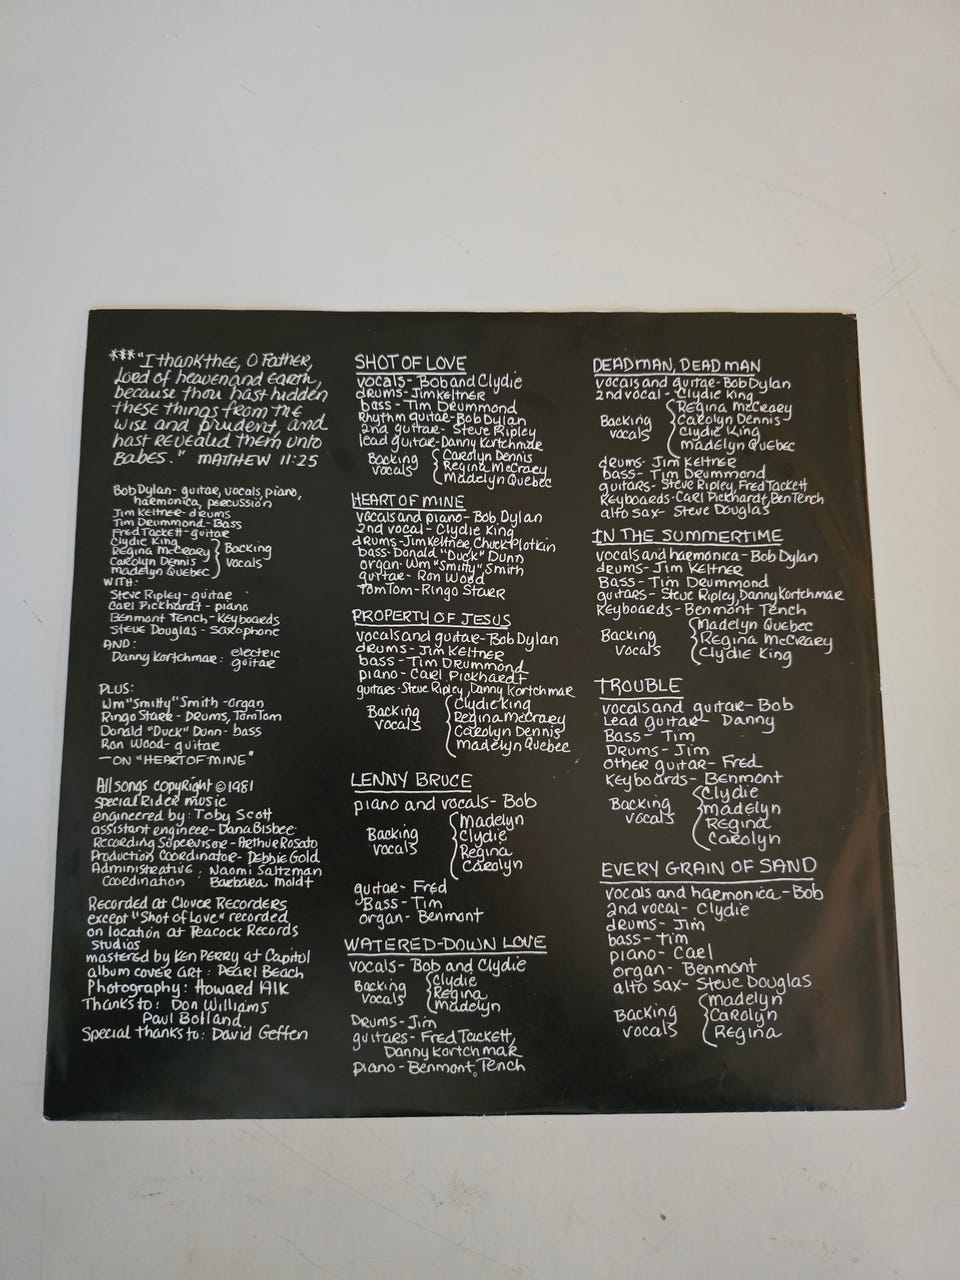 ***"I thank thee, O Father,
Lord of heaven and Earth,
because thou hast hidden
these things from the
wise and prudent, and
hast revealed them unto
Babes." MATTHEW 11:25
Bob Dylan- guitar, vocals, piano,
harmonica, percussion
Jim Keltner- drums
Tim Drummond- Bass
Fred Tackett- guitar
Clydie King
Regina McCreary
Carolyn Dennis
Madelyn Quebec
Backing
vocals
WITH:
Steve Ripley- guitar
Carl Pickhardt- piano
Benmont Tench- Keyboards
Steve Douglas- Saxophone
AND:
Danny Kortchmar: electric
guitar
PLUS:
Wm "Smitty" Smith-organ
Ringo Starr- DRUMS, TomTom
Donald "Duck" Dunn- bass
Ron Wood- guitar
—ON "HEART OF MINE"
All songs copyRight ©1981
Special Rider music
engineered by: Toby Scott
assistant engineer- Dana Bisbee
Recording Supervisor- Arthur Rosato
Production Coordinator- Debbie Gold
Administrative: Naomi Saltzman
Coordination Barbara Moldt
Recorded at Clover Recorders
except "Shot of Love" recorded
on location at Peacock Records
Studios
mastered by Ken Perry at Capitol
album cover art: Pearl Beach
Photography: Howard Alk
Thanks to: Don Williams
Paul Bolland
Special thanks to: David Geffen
SHOT OF LOVE
vocals- Bob and Clydie
drums- Jim Keltner
bass- Tim Drummond
Rhythm guitar- Bob Dylan
2nd guitar- Steve Ripley
lead guitar- Danny Kortchmar
Backing
vocals
Carolyn Dennis
Regina McCreary
Madelyn Quebec
HEART OF MINE
vocals and piano- Bob Dylan
2nd vocal- Clydie King
drums- Jim Keltner, Chuck Plotkin
bass- Donald "Duck" Dunn
organ- Wm "Smitty" Smith
guitar- Ron Wood
TomTom- Ringo Starr
PROPERTY OF JESUS
vocals and guitar- Bob Dylan
drums- Jim Keltner
bass- Tim Drummond
piano- Carl Pickhardt
guitars- Steve Ripley, Danny Kortchmar
Backing
vocals
Clydie King
Regina McCreary
Carolyn Dennis
Madelyn Quebec
LENNY BRUCE
piano and vocals- Bob
Backing
vocals
Madelyn
Clydie
Regina
Carolyn
guitar- Fred
Bass- Tim
organ- Benmont
WATERED-DOWN LOVE
vocals- Bob and Clydie
Backing
vocals
Clydie
Regina
Madelyn
Drums- Jim
guitars- Fred Tackett,
Danny Kortchmar
piano- Benmont Tench
DEAD MAN, DEAD MAN
vocals and guitar- Bob Dylan
2nd vocal- Clydie King
Backing
vocals
Regina McCreary
Carolyn Dennis
Clydie King
Madelyn Quebec
drums- Jim Keltner
bass- Tim Drummond
guitars- Steve Ripley, Fred Tackett
Keyboards- Carl Pickhardt, Ben Tench
alto sax- Steve Douglas
IN THE SUMMERTIME
vocals and harmonica- Bob Dylan
drums- Jim Keltner
Bass- Tim Drummond
guitars- Steve Ripley, Danny Kortchmar
Keyboards- Benmont Tench
Backing
vocals
Madelyn Quebec
Regina McCreary
Clydie King
TROUBLE
vocals and guitar- Bob
Lead guitar- Danny
Bass- Tim
Drums- Jim
other guitar- Fred
Keyboards- Benmont
Backing
vocals
Clydie
Madelyn
Regina
Carolyn
EVERY GRAIN OF SAND
vocals and harmonica- Bob
2nd vocal- Clydie
drums- Jim
bass- Tim
piano- Carl
organ- Benmont
alto sax- Steve Douglas
Backing
vocals
Madelyn
Carolyn
Regina